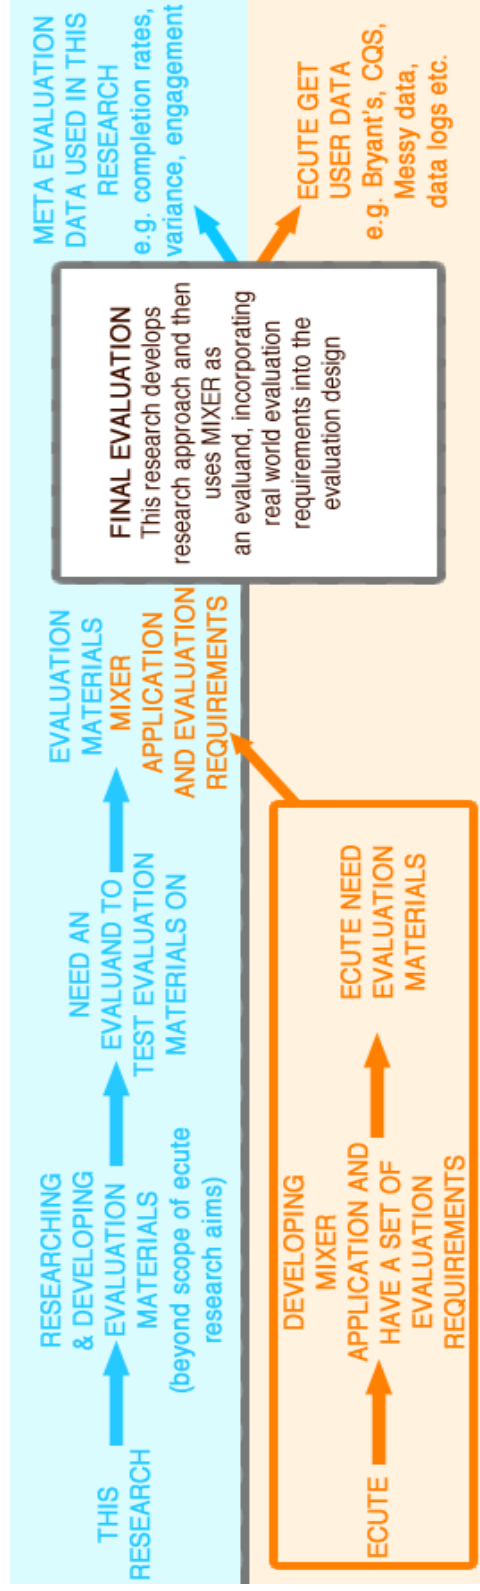 THIS
RESEARCH
RESEARCHING
& DEVELOPING
EVALUATION
MATERIALS
(beyond scope of ecute
research aims)
NEED AN
EVALUAND TO
TEST EVALUATION
MATERIALS ON
EVALUATION
MATERIALS
MIXER
APPLICATION
AND EVALUATION
REQUIREMENTS
FINAL EVALUATION
This research develops
research approach and then
uses MIXER as
an evaluand, incorporating
real world evaluation
requirements into the
evaluation design
META EVALUATION
DATA USED IN THIS
RESEARCH
e.g. completion rates,
variance, engagement
ECUTE
DEVELOPING
MIXER
APPLICATION AND
HAVE A SET OF
EVALUATION
REQUIREMENTS
ECUTE NEED
EVALUATION
MATERIALS
ECUTE GET
USER DATA
e.g. Bryant's, CQS,
Messy data,
data logs etc.